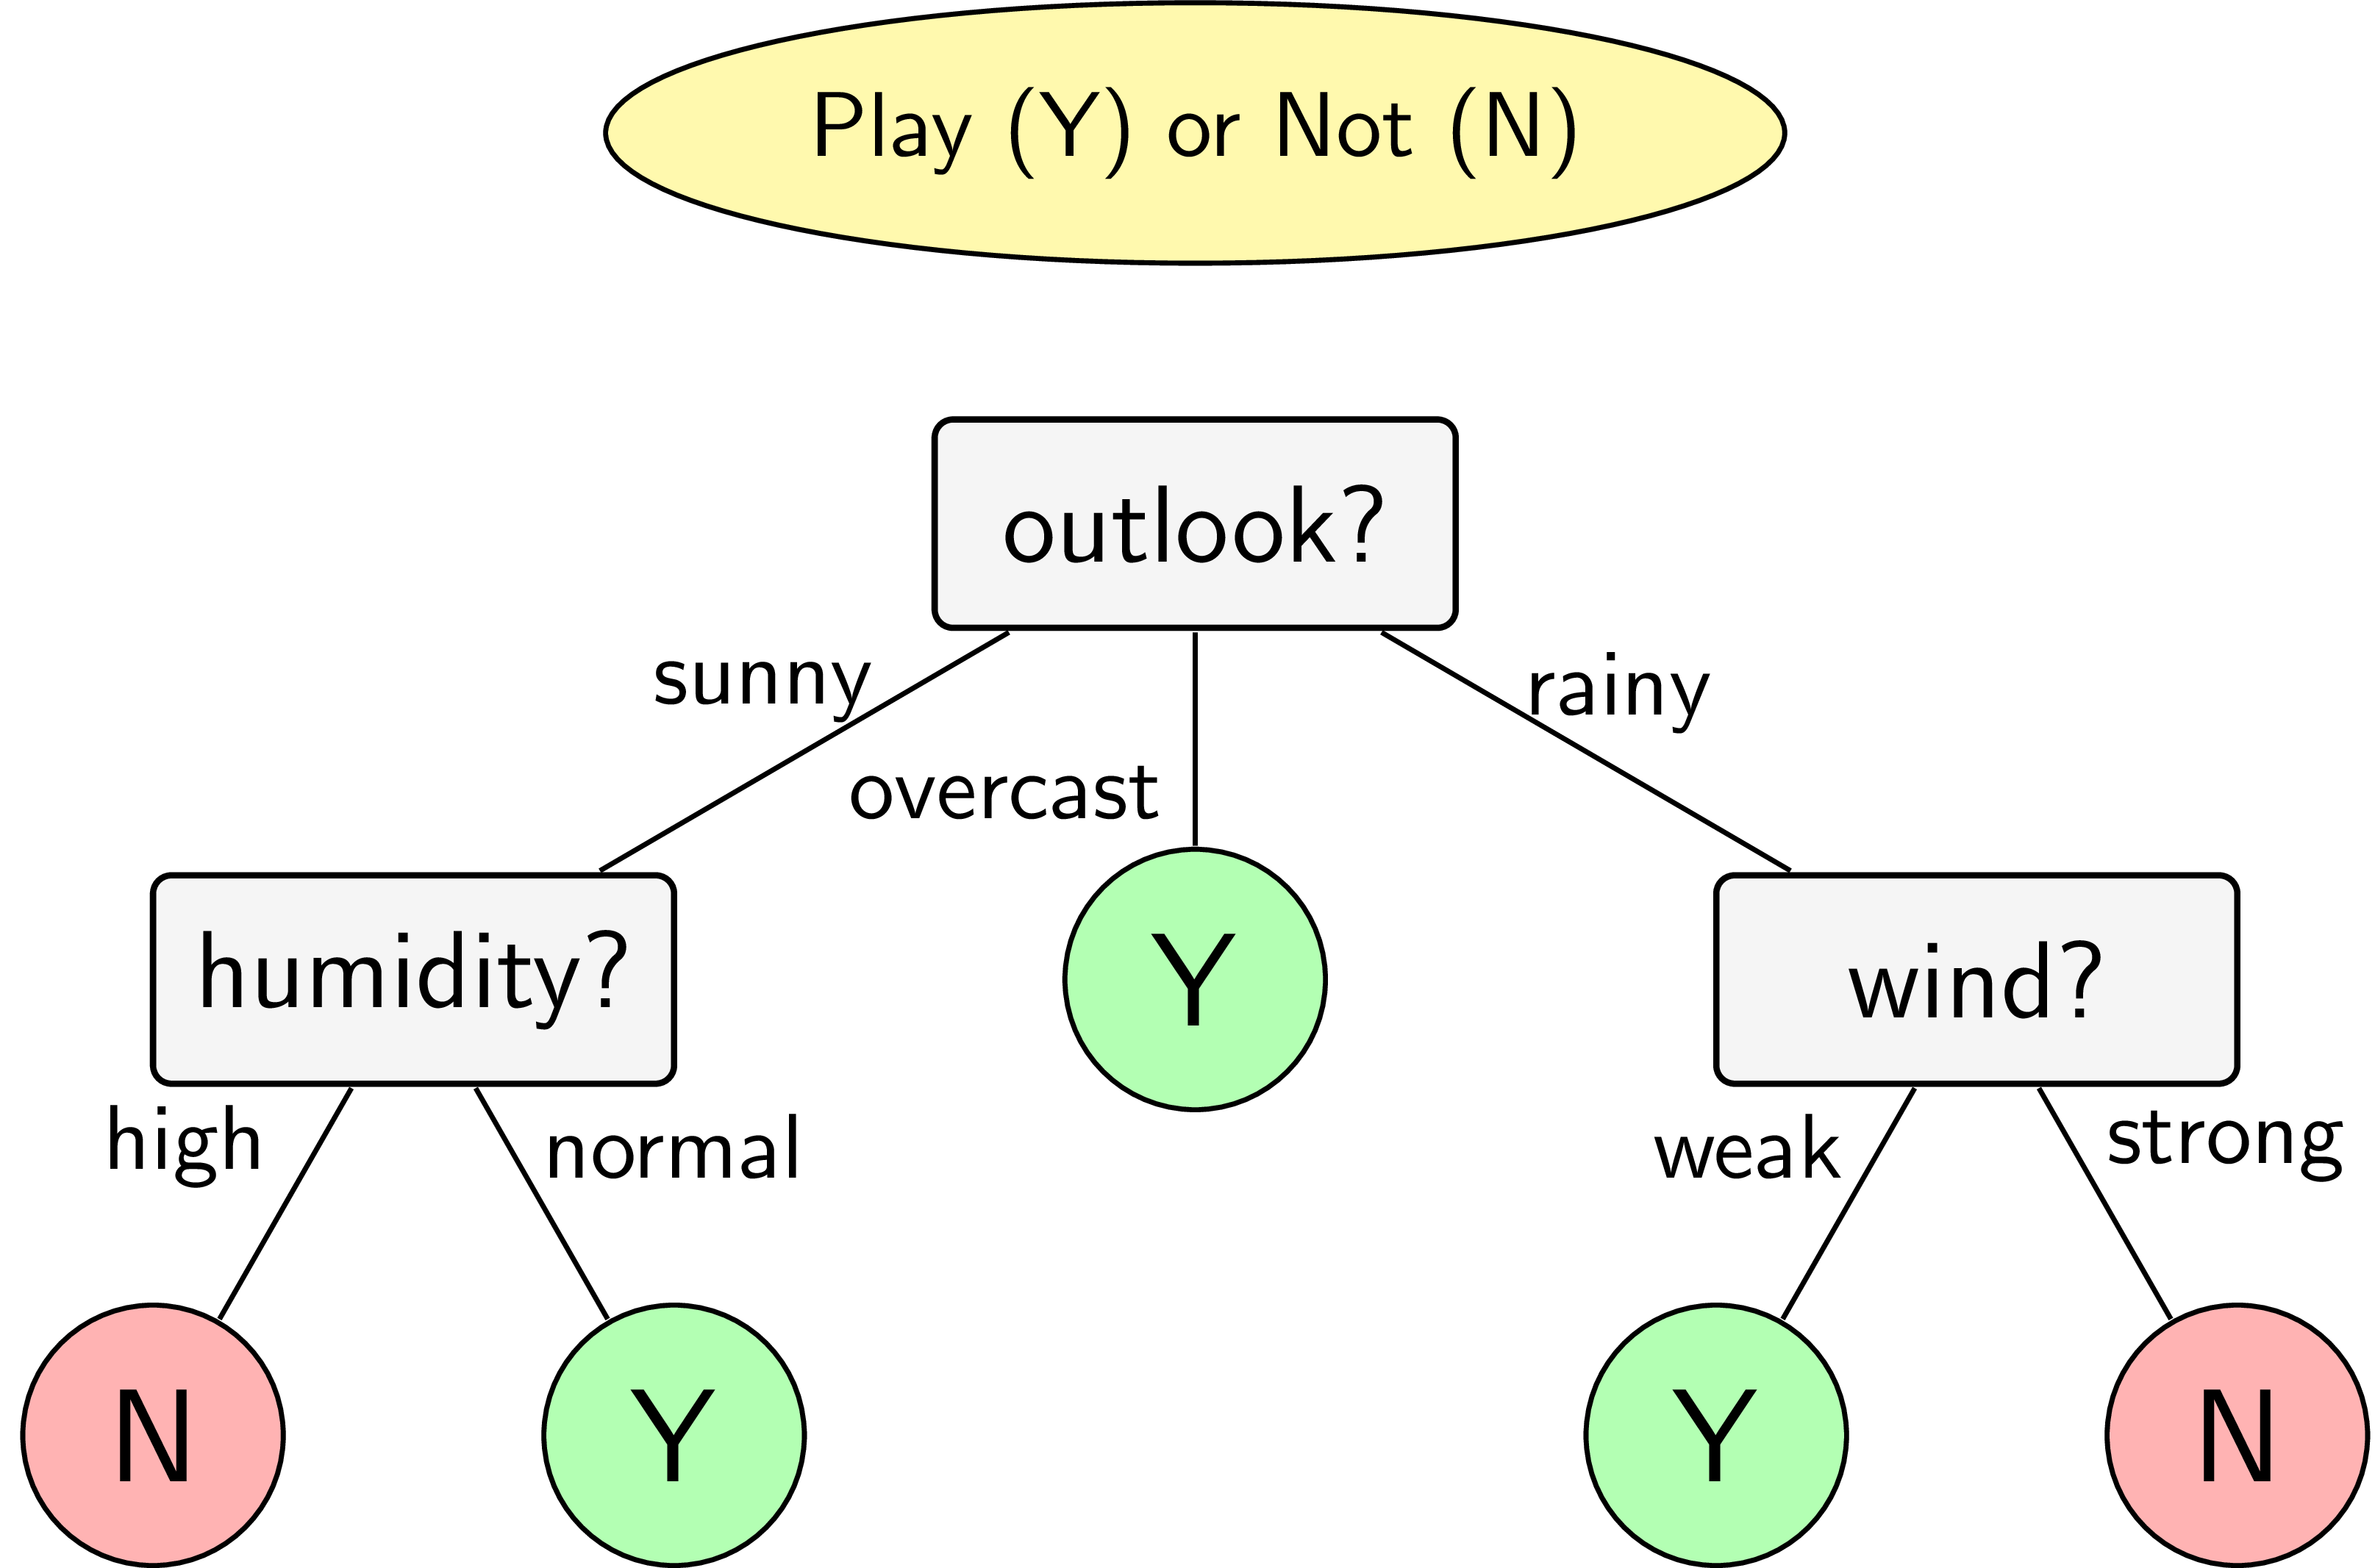 Play (Y) or Not (N)
outlook?
sunny
overcast
rainy
humidity?
Y
wind?
high
normal
weak
strong
N
Y
Y
N